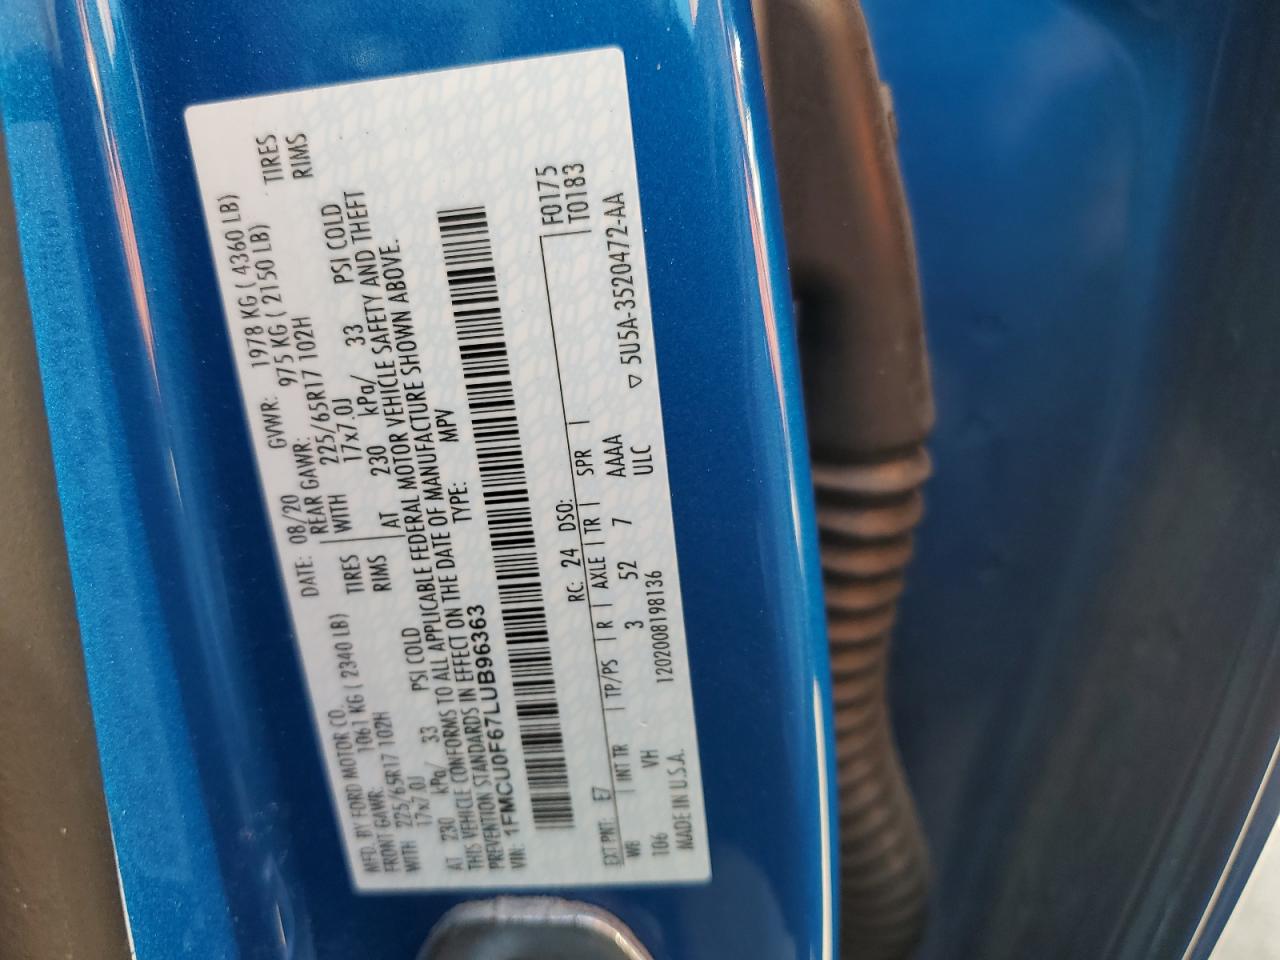 MFD. BY FORD MOTOR CO. DATE: 08/20 GVWR: 1978 KG ( 4360 LB)
FRONT GAWR: 1061 KG ( 2340 LB) REAR GAWR: 975 KG ( 2150 LB)
WITH 225/65R17 102H TIRES WITH 225/65R17 102H TIRES
17x7.0J RIMS 17x7.0J RIMS
AT 230 kPa/ 33 PSI COLD AT 230 kPa/ 33 PSI COLD
THIS VEHICLE CONFORMS TO ALL APPLICABLE FEDERAL MOTOR VEHICLE SAFETY AND THEFT
PREVENTION STANDARDS IN EFFECT ON THE DATE OF MANUFACTURE SHOWN ABOVE.
VIN: 1FMCU0F67LUB96363 TYPE: MPV
F0175
T0183
EXT PNT: E7 RC: 24 DSO:
WB INT TR TP/PS R AXLE TR SPR
106 VH 3 52 7 AAAA
ULC
MADE IN U.S.A. 120200819​8136 ▽ 5U5A-3520472-AA